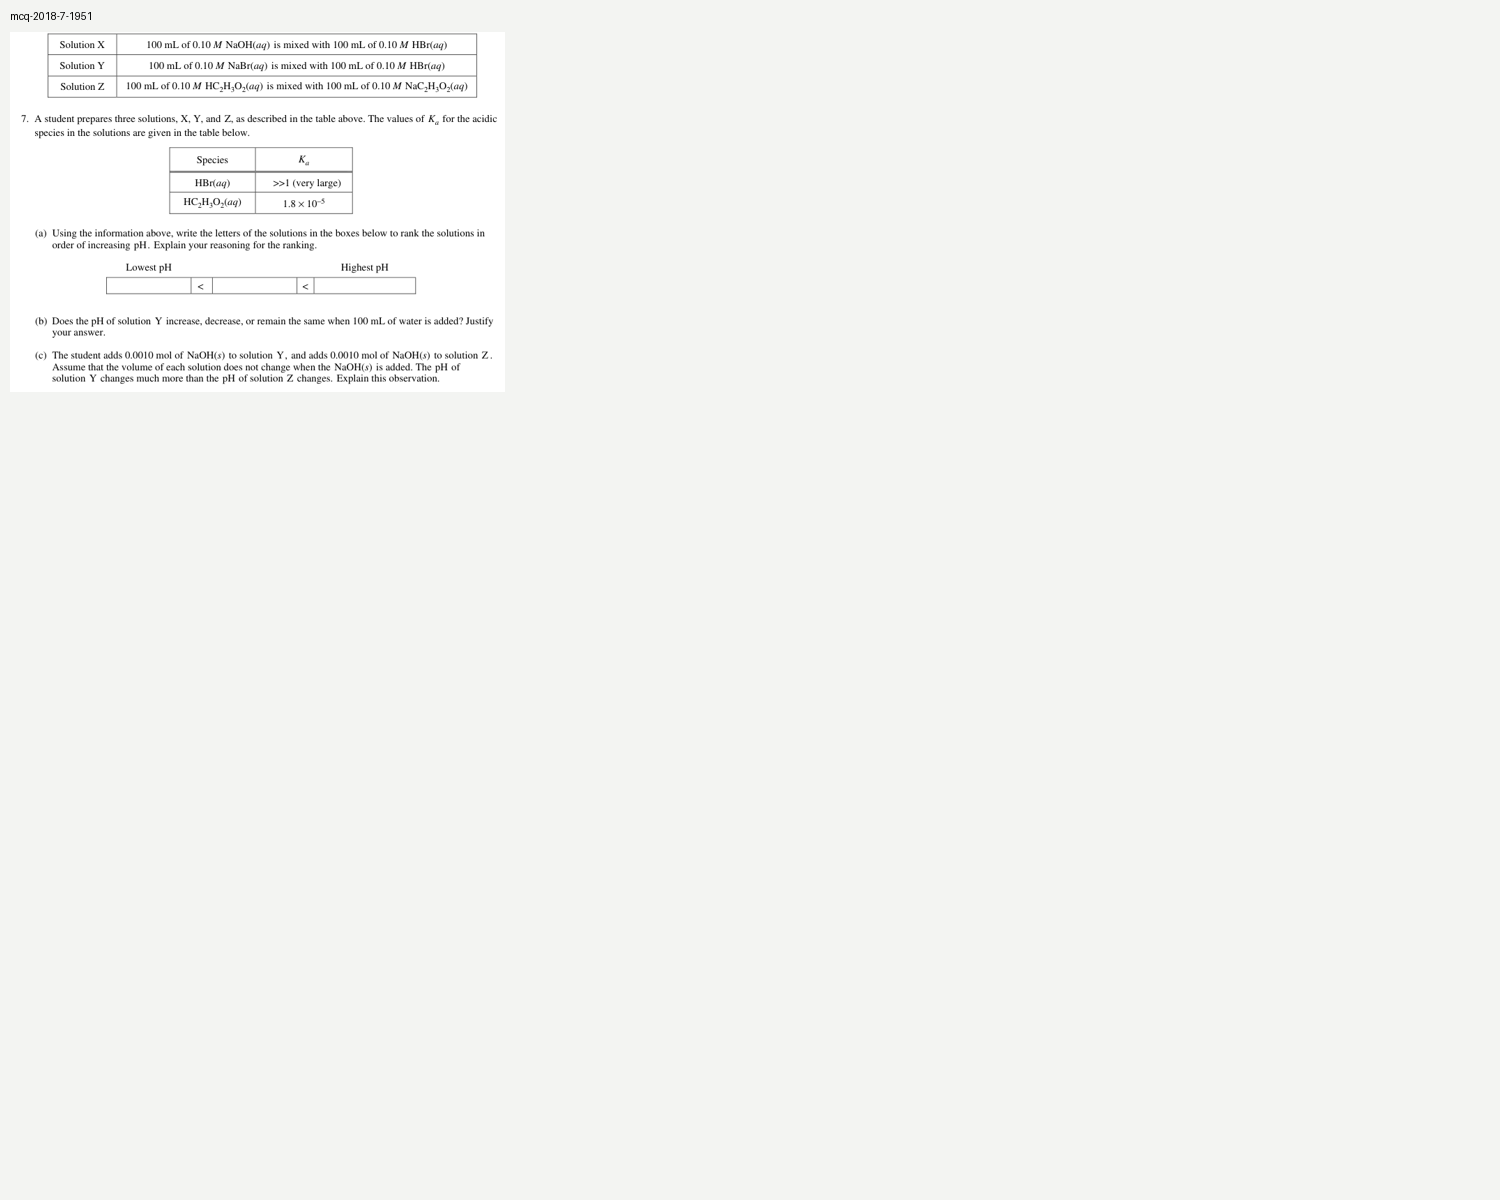 mcq-2018-7-1951
Solution X 100 mL of 0.10 M NaOH(aq) is mixed with 100 mL of 0.10 M HBr(aq)
Solution Y 100 mL of 0.10 M NaBr(aq) is mixed with 100 mL of 0.10 M HBr(aq)
Solution Z 100 mL of 0.10 M HC₂H₃O₂(aq) is mixed with 100 mL of 0.10 M NaC₂H₃O₂(aq)
7. A student prepares three solutions, X, Y, and Z, as described in the table above. The values of Kₐ for the acidic
species in the solutions are given in the table below.
Species Kₐ
HBr(aq) >>1 (very large)
HC₂H₃O₂(aq) 1.8 × 10⁻⁵
(a) Using the information above, write the letters of the solutions in the boxes below to rank the solutions in
order of increasing pH. Explain your reasoning for the ranking.
Lowest pH Highest pH
< <
(b) Does the pH of solution Y increase, decrease, or remain the same when 100 mL of water is added? Justify
your answer.
(c) The student adds 0.0010 mol of NaOH(s) to solution Y, and adds 0.0010 mol of NaOH(s) to solution Z.
Assume that the volume of each solution does not change when the NaOH(s) is added. The pH of
solution Y changes much more than the pH of solution Z changes. Explain this observation.